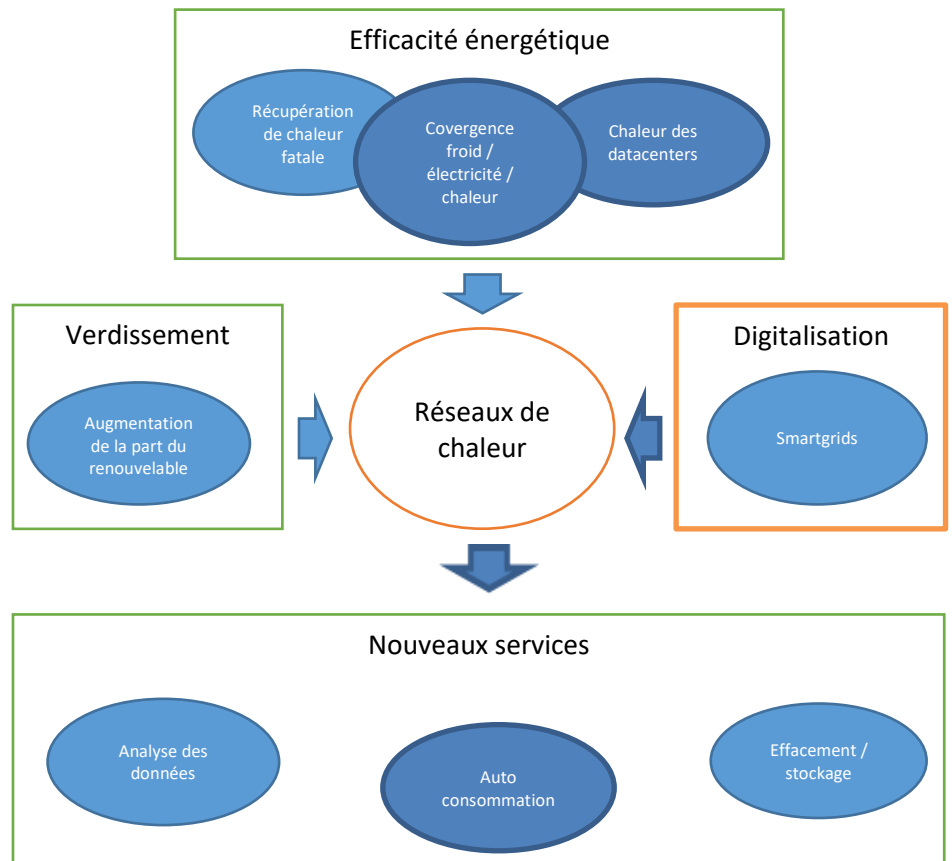 Efficacité énergétique
Récupération
de chaleur
fatale
Covergence
froid /
électricité /
chaleur
Chaleur des
datacenters
Verdissement
Augmentation
de la part du
renouvelable
Réseaux de
chaleur
Digitalisation
Smartgrids
Nouveaux services
Analyse des
données
Auto
consommation
Effacement /
stockage